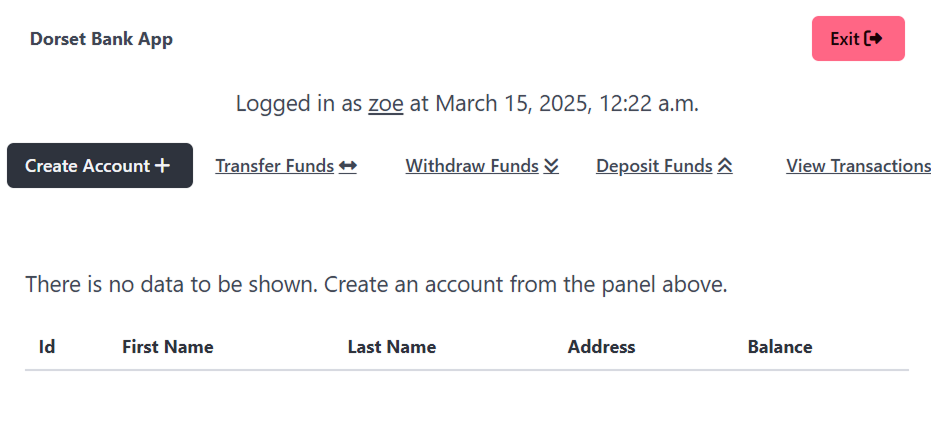 Dorset Bank App
Exit
Logged in as zoe at March 15, 2025, 12:22 a.m.
Create Account
Transfer Funds
Withdraw Funds
Deposit Funds
View Transactions
There is no data to be shown. Create an account from the panel above.
Id First Name Last Name Address Balance